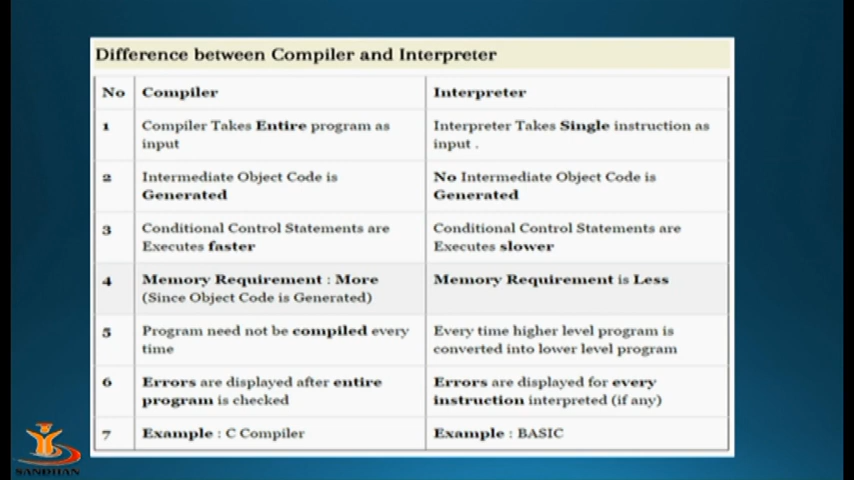 Difference between Compiler and Interpreter
No Compiler Interpreter
1 Compiler Takes Entire program as
input
Interpreter Takes Single instruction as
input .
2 Intermediate Object Code is
Generated
No Intermediate Object Code is
Generated
3 Conditional Control Statements are
Executes faster
Conditional Control Statements are
Executes slower
4 Memory Requirement : More
(Since Object Code is Generated)
Memory Requirement is Less
5 Program need not be compiled every
time
Every time higher level program is
converted into lower level program
6 Errors are displayed after entire
program is checked
Errors are displayed for every
instruction interpreted (if any)
7 Example : C Compiler Example : BASIC
SANDHAN